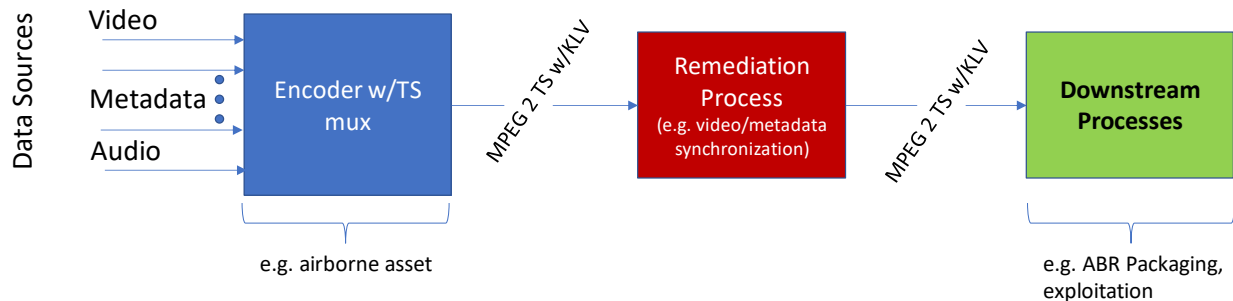 Data Sources
Video
Metadata
Audio
Encoder w/TS
mux
e.g. airborne asset
MPEG 2 TS w/KLV
Remediation
Process
(e.g. video/metadata
synchronization)
MPEG 2 TS w/KLV
Downstream
Processes
e.g. ABR Packaging,
exploitation